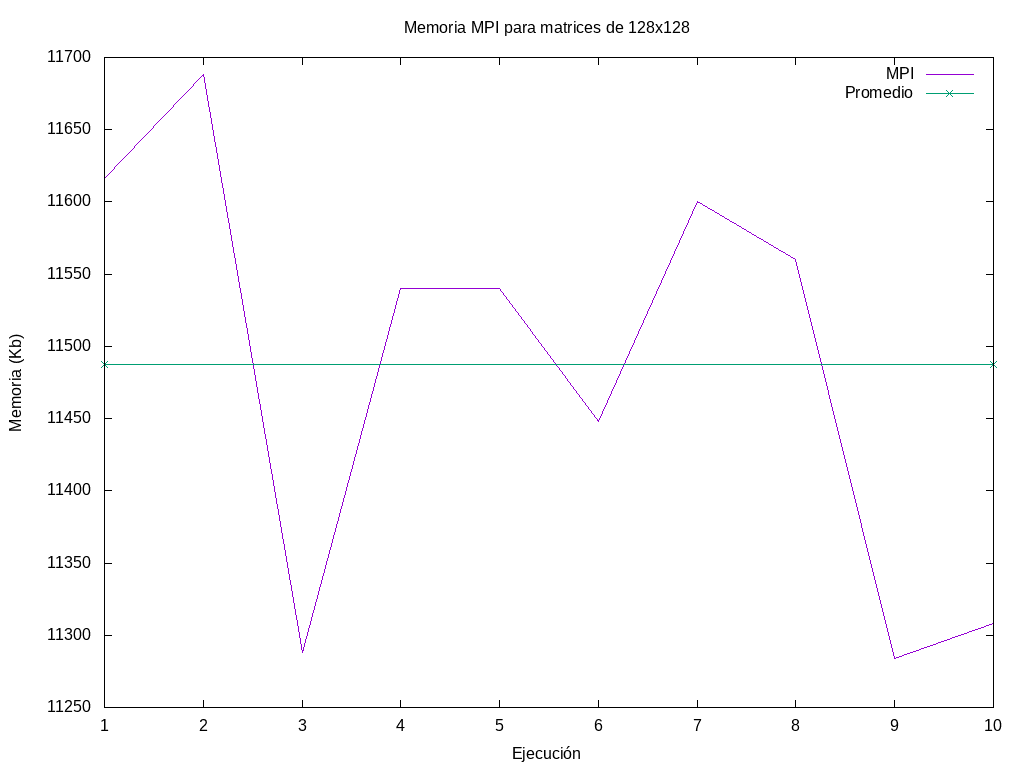 Memoria MPI para matrices de 128x128
MPI
Promedio
11700
11650
11600
11550
11500
11450
11400
11350
11300
11250
Memoria (Kb)
1 2 3 4 5 6 7 8 9 10
Ejecución